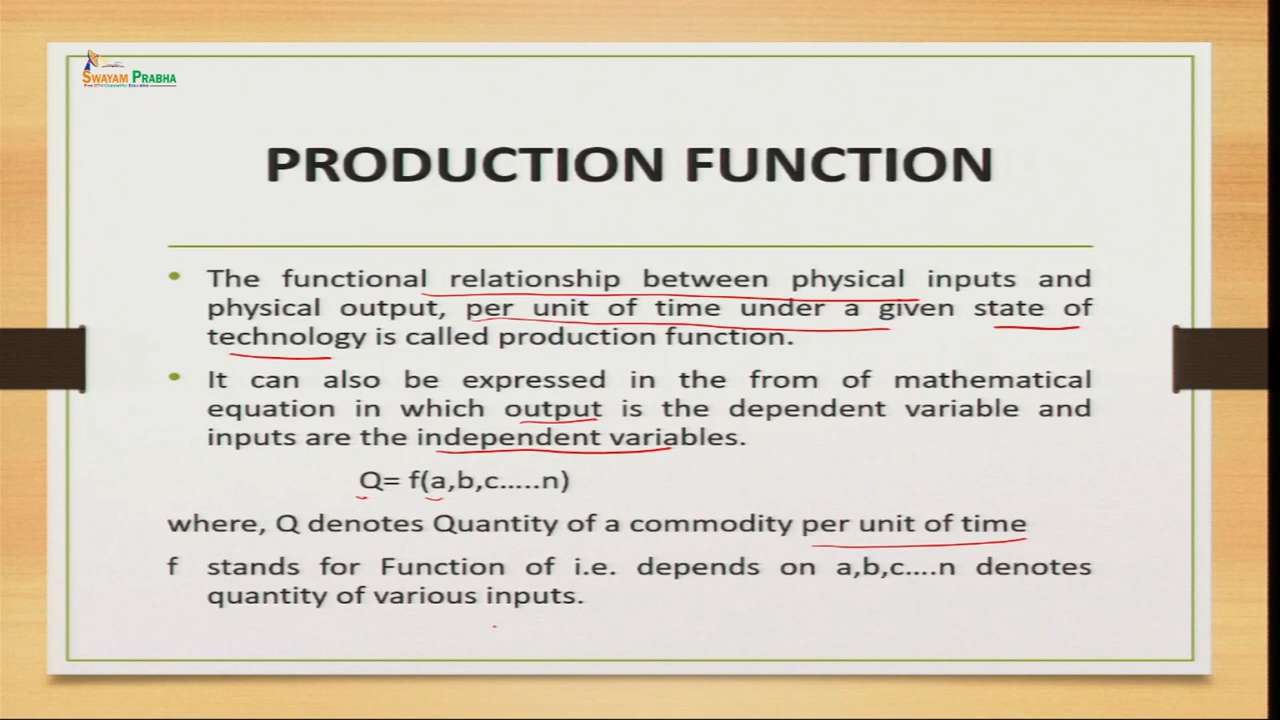 SWAYAM PRABHA
PRODUCTION FUNCTION
• The functional relationship between physical inputs and
physical output, per unit of time under a given state of
technology is called production function.
• It can also be expressed in the from of mathematical
equation in which output is the dependent variable and
inputs are the independent variables.
Q= f(a,b,c.....n)
where, Q denotes Quantity of a commodity per unit of time
f stands for Function of i.e. depends on a,b,c....n denotes
quantity of various inputs.